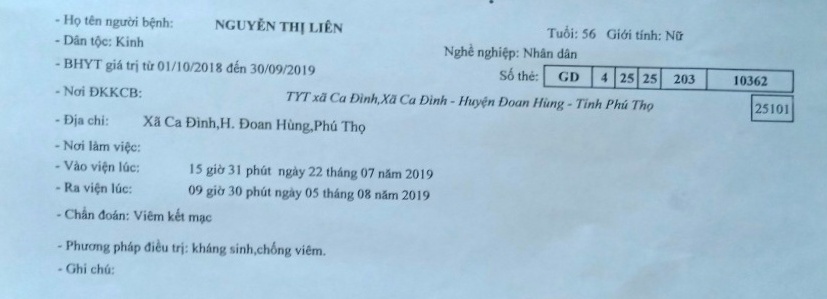 - Họ tên người bệnh: NGUYỄN THỊ LIÊN Tuổi: 56 Giới tính: Nữ
- Dân tộc: Kinh Nghề nghiệp: Nhân dân
- BHYT giá trị từ 01/10/2018 đến 30/09/2019 Số thẻ: GD 4 25 25 203 10362
- Nơi ĐKKCB: TYT xã Ca Đình,Xã Ca Đình - Huyện Đoan Hùng - Tỉnh Phú Thọ 25101
- Địa chỉ: Xã Ca Đình,H. Đoan Hùng,Phú Thọ
- Nơi làm việc:
- Vào viện lúc: 15 giờ 31 phút ngày 22 tháng 07 năm 2019
- Ra viện lúc: 09 giờ 30 phút ngày 05 tháng 08 năm 2019
- Chẩn đoán: Viêm kết mạc
- Phương pháp điều trị: kháng sinh,chống viêm.
- Ghi chú: